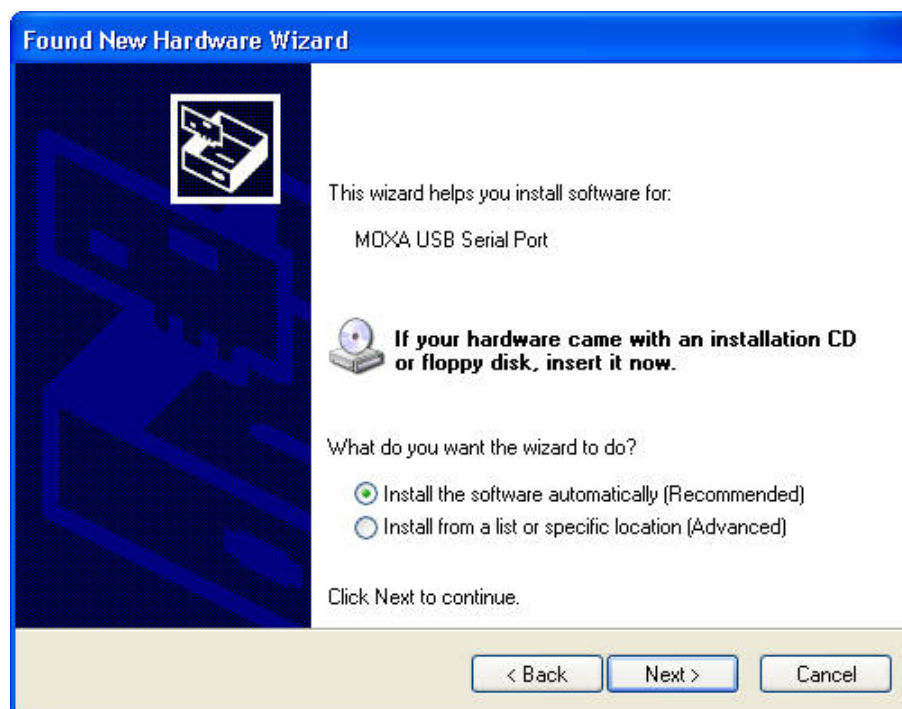 Found New Hardware Wizard
This wizard helps you install software for:
MOXA USB Serial Port
If your hardware came with an installation CD
or floppy disk, insert it now.
What do you want the wizard to do?
Install the software automatically (Recommended)
Install from a list or specific location (Advanced)
Click Next to continue.
< Back Next > Cancel